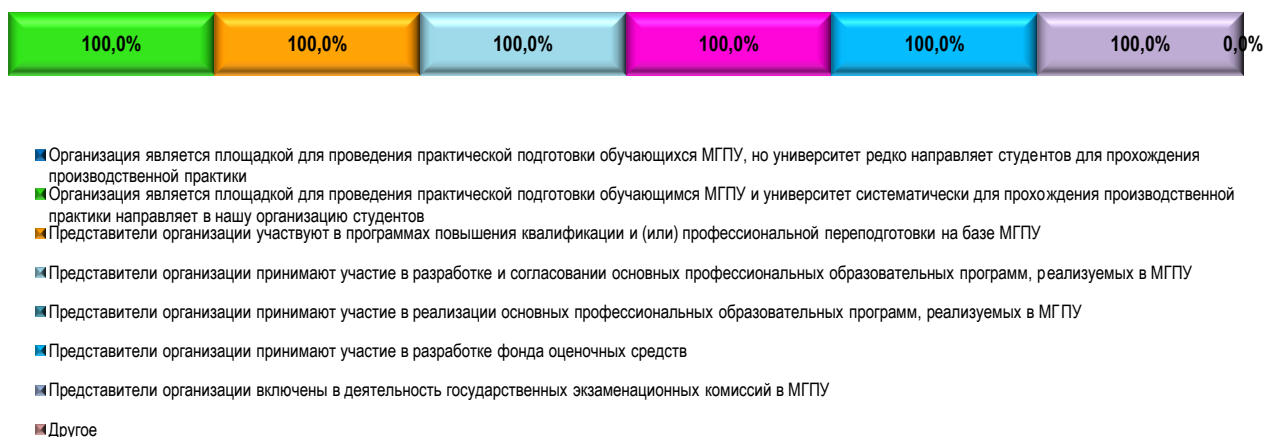 100,0% 100,0% 100,0% 100,0% 100,0% 100,0% 0,0%
Организация является площадкой для проведения практической подготовки обучающихся МГПУ, но университет редко направляет студентов для прохождения
производственной практики
Организация является площадкой для проведения практической подготовки обучающимся МГПУ и университет систематически для прохождения производственной
практики направляет в нашу организацию студентов
Представители организации участвуют в программах повышения квалификации и (или) профессиональной переподготовки на базе МГПУ
Представители организации принимают участие в разработке и согласовании основных профессиональных образовательных программ, реализуемых в МГПУ
Представители организации принимают участие в реализации основных профессиональных образовательных программ, реализуемых в МГПУ
Представители организации принимают участие в разработке фонда оценочных средств
Представители организации включены в деятельность государственных экзаменационных комиссий в МГПУ
Другое